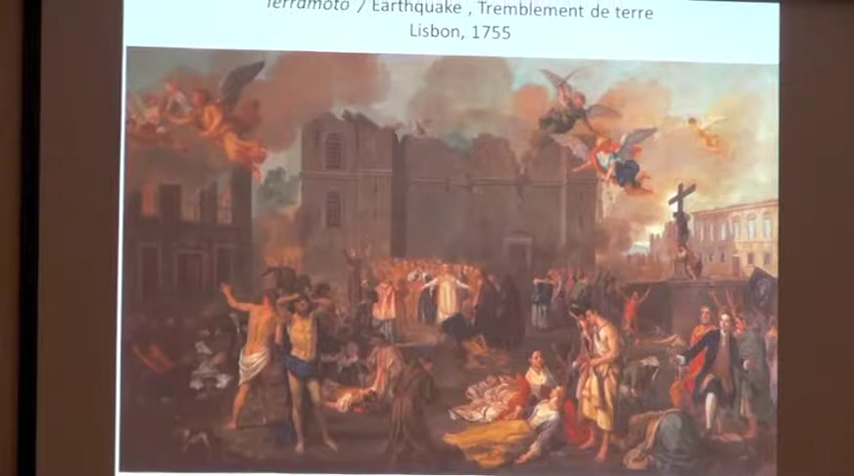 Terramoto / Earthquake , Tremblement de terre
Lisbon, 1755